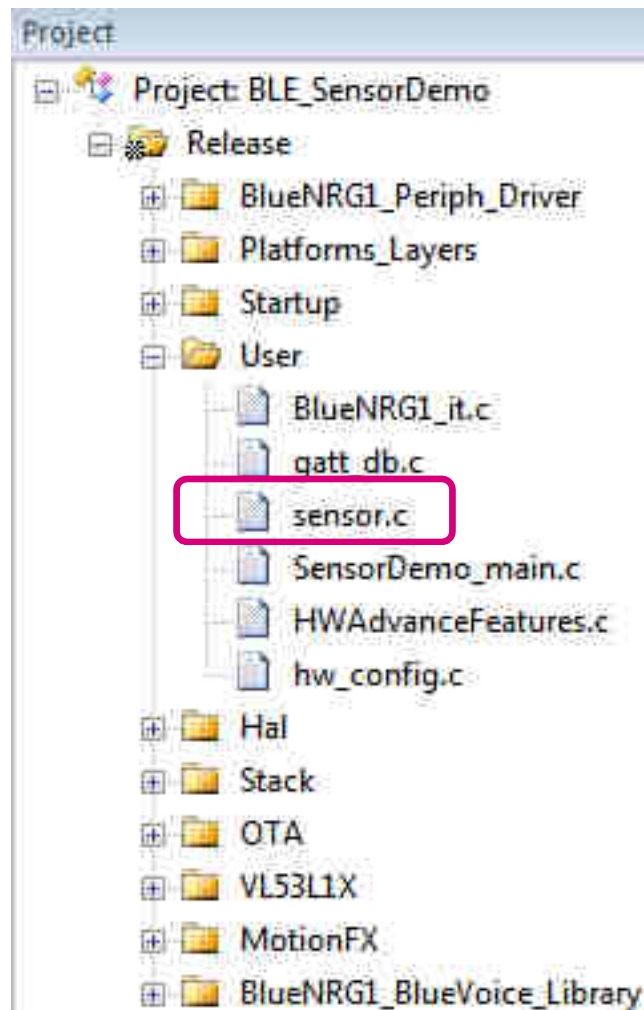 Project
Project: BLE_SensorDemo
Release
BlueNRG1_Periph_Driver
Platforms_Layers
Startup
User
BlueNRG1_it.c
gatt_db.c
sensor.c
SensorDemo_main.c
HWAdvanceFeatures.c
hw_config.c
Hal
Stack
OTA
VL53L1X
MotionFX
BlueNRG1_BlueVoice_Library